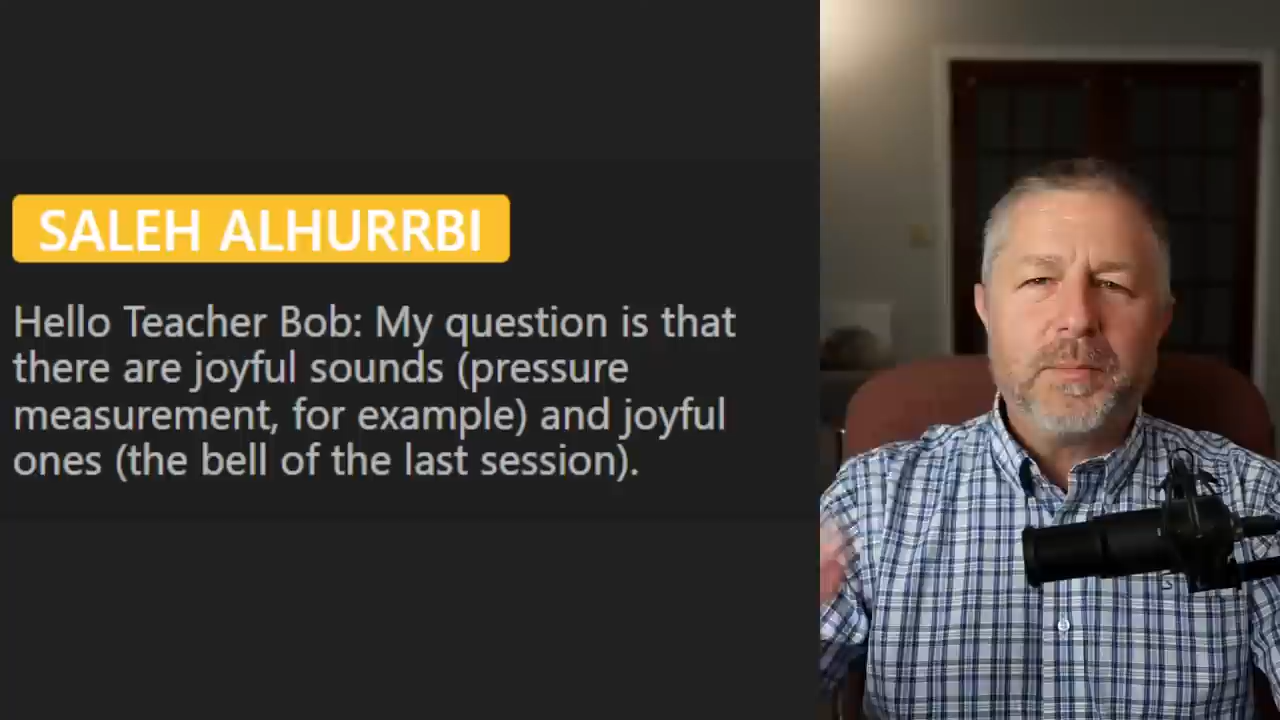 SALEH ALHURRBI
Hello Teacher Bob: My question is that
there are joyful sounds (pressure
measurement, for example) and joyful
ones (the bell of the last session).